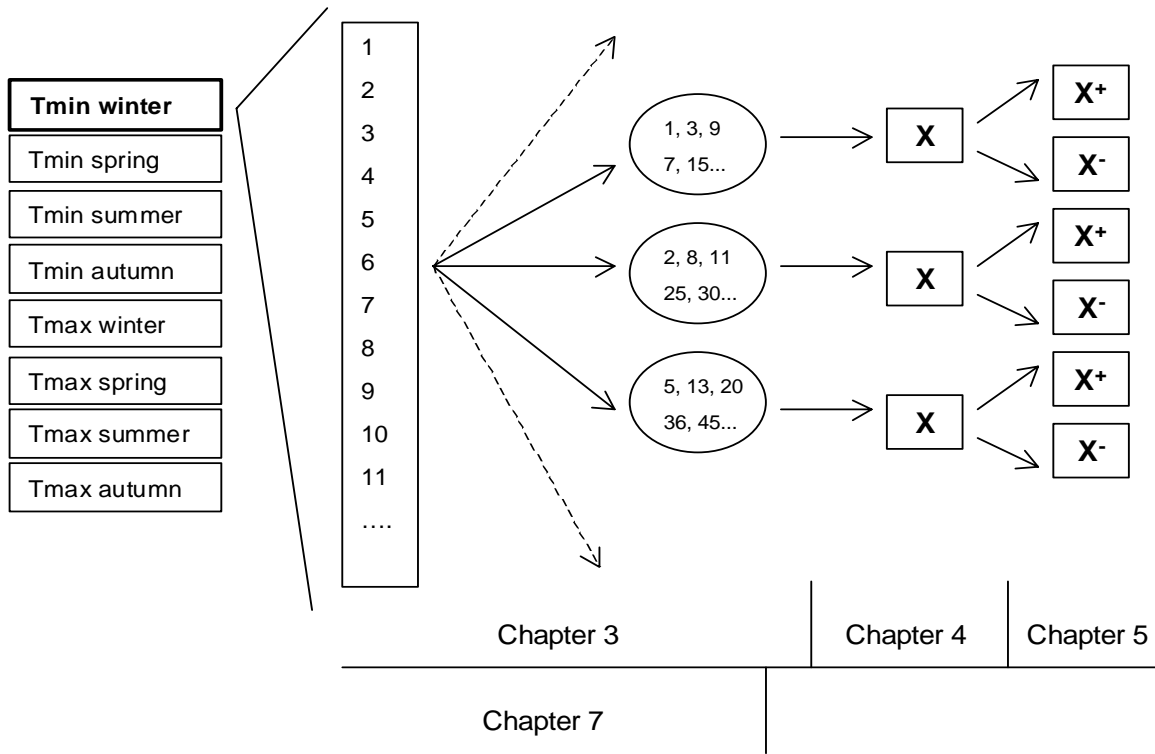 Tmin winter
Tmin spring
Tmin summer
Tmin autumn
Tmax winter
Tmax spring
Tmax summer
Tmax autumn
1
2
3
4
5
6
7
8
9
10
11
....
1, 3, 9
7, 15...
2, 8, 11
25, 30...
5, 13, 20
36, 45...
X
X
X
X+
X-
X+
X-
X+
X-
Chapter 3
Chapter 4
Chapter 5
Chapter 7